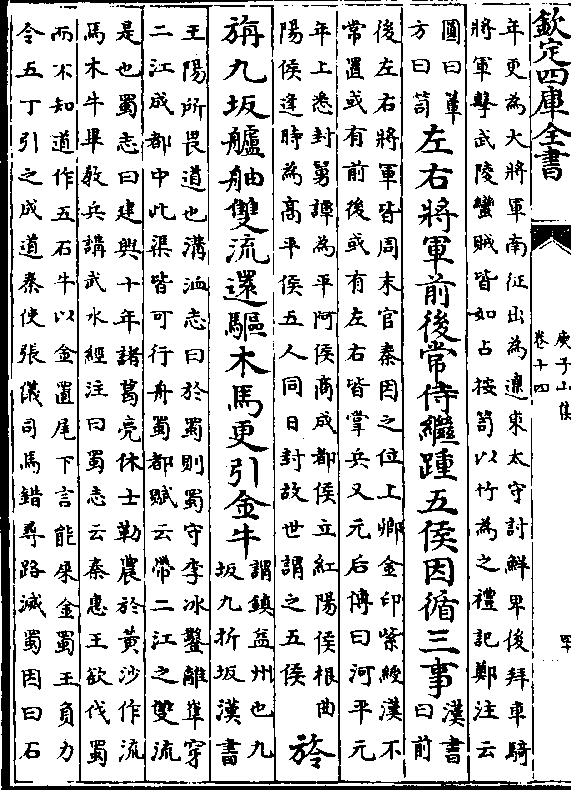 欽定四庫全書
庚子山集
卷十四
年更為大將軍南征出為遼東太守討鮮卑後拜車騎
將軍擊武陵蠻賊皆如占按笥以竹為之禮記鄭注云
圓曰簞
方曰笥
左右將軍前後常侍繼踵五侯因循三事
漢書
曰前
後左右將軍皆周末官秦因之位上卿金印紫綬漢不
常置或有前後或有左右皆掌兵又元后傳曰河平元
年上悉封舅譚為平阿侯商成都侯立紅陽侯根曲
陽侯逢時為高平侯五人同日封故世謂之五侯
旍
旃九坂艫舳雙流還驅木馬更引金牛
謂鎮益州也九
坂九折坂漢書
王陽所畏道也溝洫志曰於蜀則蜀守李冰鑿離隼穿
二江成都中此渠皆可行舟蜀都賦云帶二江之雙流
是也蜀志曰建興十年諸葛亮休士勸農於黃沙作流
馬木牛畢教兵講武水經注曰蜀志云秦惠王欲伐蜀
而不知道作五石牛以金置尾下言能屎金蜀王負力
令五丁引之成道秦使張儀司馬錯尋路滅蜀因曰石